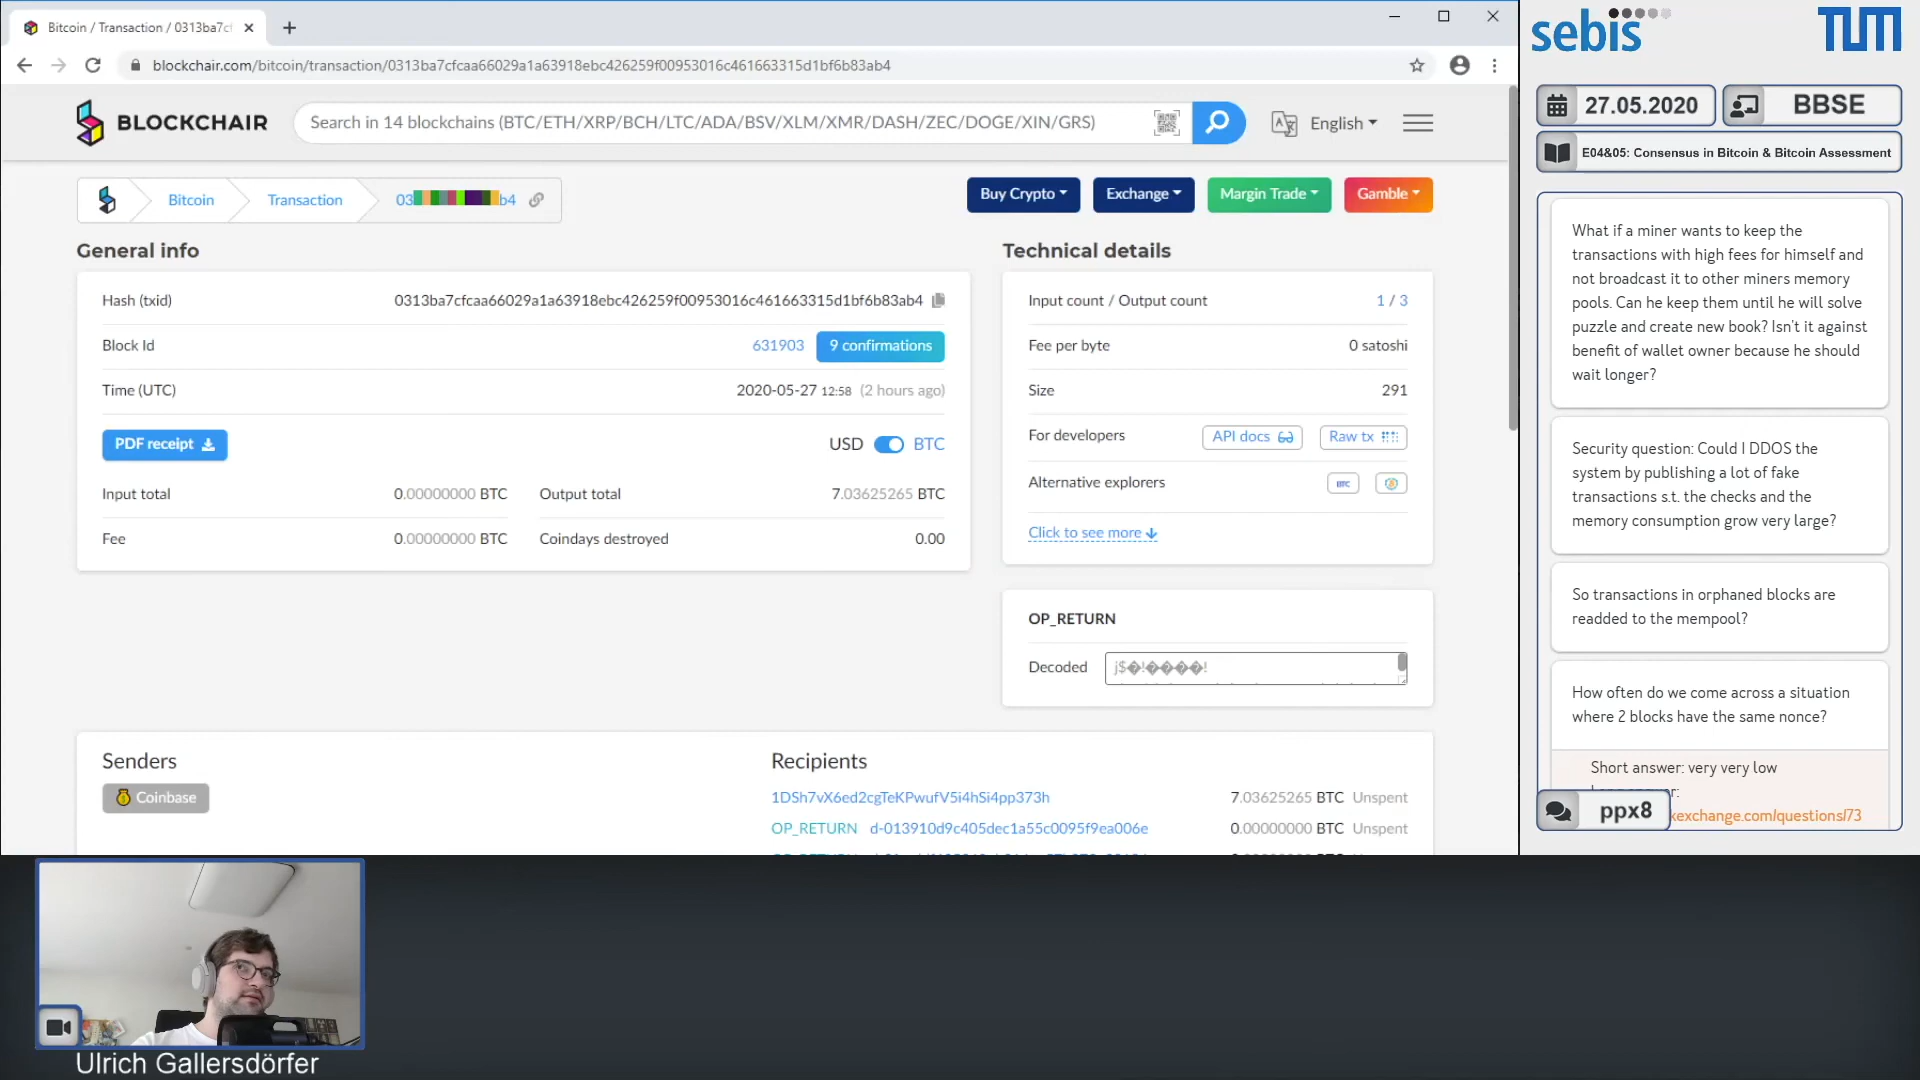 Bitcoin / Transaction / 0313ba7cf
blockchair.com/bitcoin/transaction/0313ba7cfcaa66029a1a63918ebc426259f00953016c461663315d1bf6b83ab4
BLOCKCHAIR
Search in 14 blockchains (BTC/ETH/XRP/BCH/LTC/ADA/BSV/XLM/XMR/DASH/ZEC/DOGE/XIN/GRS)
English
Bitcoin
Transaction
03
b4
Buy Crypto
Exchange
Margin Trade
Gamble
General info
Hash (txid)
0313ba7cfcaa66029a1a63918ebc426259f00953016c461663315d1bf6b83ab4
Block Id
631903
9 confirmations
Time (UTC)
2020-05-27 12:58 (2 hours ago)
PDF receipt
USD
BTC
Input total
0.00000000 BTC
Output total
7.03625265 BTC
Fee
0.00000000 BTC
Coindays destroyed
0.00
Technical details
Input count / Output count
1 / 3
Fee per byte
0 satoshi
Size
291
For developers
API docs
Raw tx
Alternative explorers
BTC
Click to see more
OP_RETURN
Decoded
j$�!����!
Senders
Coinbase
Recipients
1DSh7vX6ed2cgTeKPwufV5i4hSi4pp373h
7.03625265 BTC Unspent
OP_RETURN d-013910d9c405dec1a55c0095f9ea006e
0.00000000 BTC Unspent
sebis
TUM
27.05.2020
BBSE
E04&05: Consensus in Bitcoin & Bitcoin Assessment
What if a miner wants to keep the
transactions with high fees for himself and
not broadcast it to other miners memory
pools. Can he keep them until he will solve
puzzle and create new book? Isn't it against
benefit of wallet owner because he should
wait longer?
Security question: Could I DDOS the
system by publishing a lot of fake
transactions s.t. the checks and the
memory consumption grow very large?
So transactions in orphaned blocks are
readded to the mempool?
How often do we come across a situation
where 2 blocks have the same nonce?
Short answer: very very low
kexchange.com/questions/73
ppx8
Ulrich Gallersdörfer